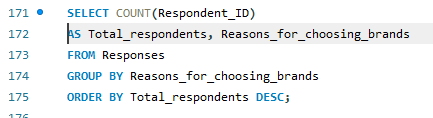 171 SELECT COUNT(Respondent_ID)
172 AS Total_respondents, Reasons_for_choosing_brands
173 FROM Responses
174 GROUP BY Reasons_for_choosing_brands
175 ORDER BY Total_respondents DESC;